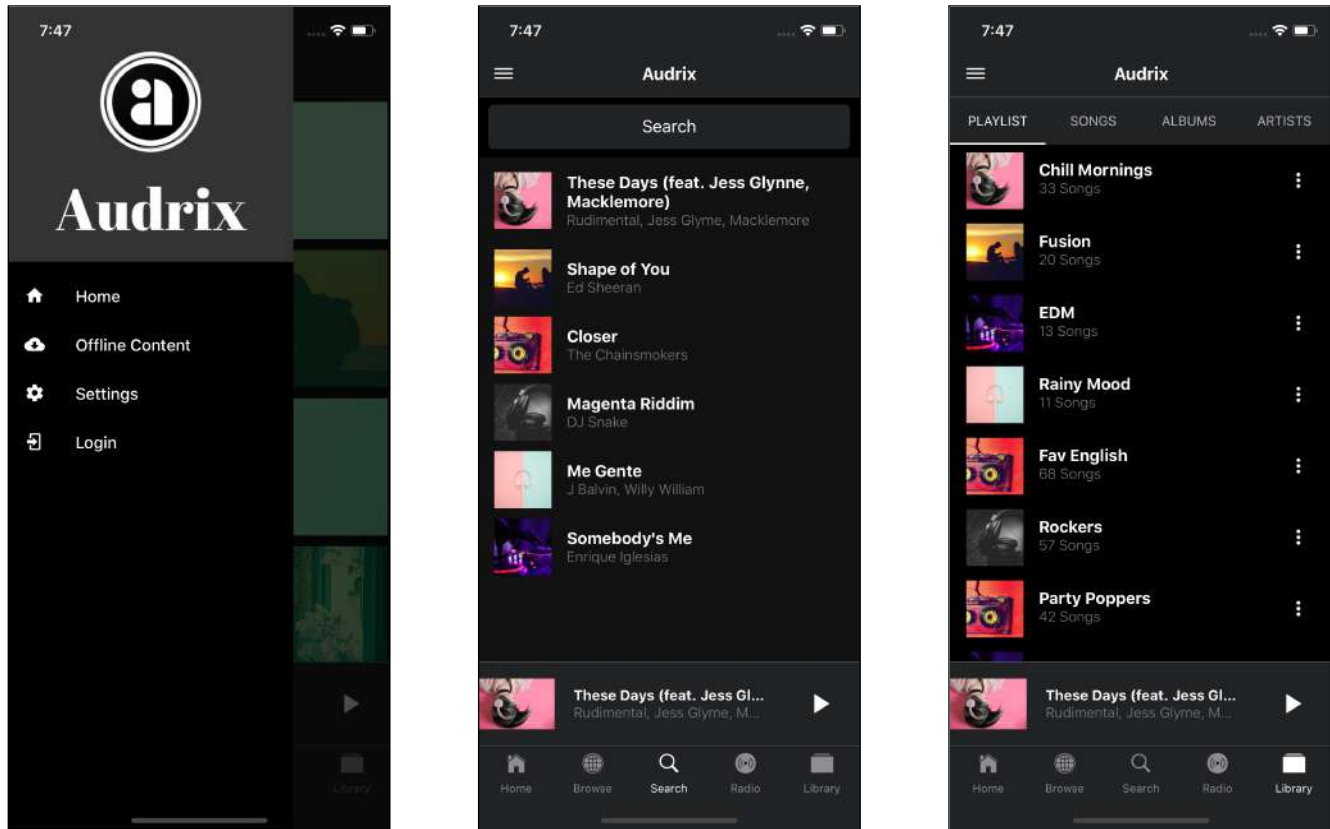 7:47
a
Audrix
Home
Offline Content
Settings
Login
Library
7:47
Audrix
Search
These Days (feat. Jess Glynne,
Macklemore)
Rudimental, Jess Glyme, Macklemore
Shape of You
Ed Sheeran
Closer
The Chainsmokers
Magenta Riddim
DJ Snake
Me Gente
J Balvin, Willy William
Somebody's Me
Enrique Iglesias
These Days (feat. Jess Gl...
Rudimental, Jess Glyme, M...
Home Browse Search Radio Library
7:47
Audrix
PLAYLIST SONGS ALBUMS ARTISTS
Chill Mornings
33 Songs
Fusion
20 Songs
EDM
13 Songs
Rainy Mood
11 Songs
Fav English
68 Songs
Rockers
57 Songs
Party Poppers
42 Songs
These Days (feat. Jess Gl...
Rudimental, Jess Glyme, M...
Home Browse Search Radio Library